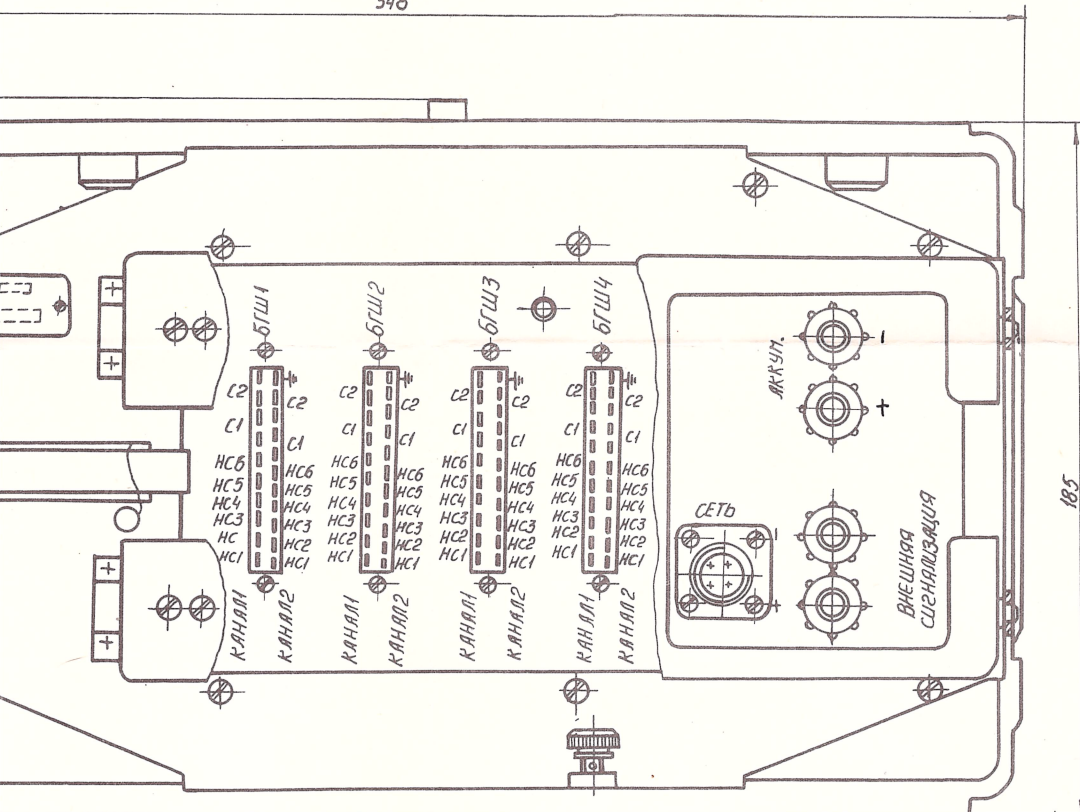 340
185
БГШ1
БГШ2
БГШ3
БГШ4
С2
С2
С1
С1
НС6
НС6
НС5
НС5
НС4
НС4
НС3
НС3
НС
НС2
НС1
НС1
КАНАЛ1
КАНАЛ2
С2
С2
С1
С1
НС6
НС6
НС5
НС5
НС4
НС4
НС3
НС3
НС2
НС2
НС1
НС1
КАНАЛ1
КАНАЛ2
С2
С2
С1
С1
НС6
НС6
НС5
НС5
НС4
НС4
НС3
НС3
НС2
НС2
НС1
НС1
КАНАЛ1
КАНАЛ2
С2
С2
С1
С1
НС6
НС6
НС5
НС5
НС4
НС4
НС3
НС3
НС2
НС2
НС1
НС1
КАНАЛ1
КАНАЛ2
АККУМ.
-
+
СЕТЬ
-
+
ВНЕШНЯЯ
СИГНАЛИЗАЦИЯ